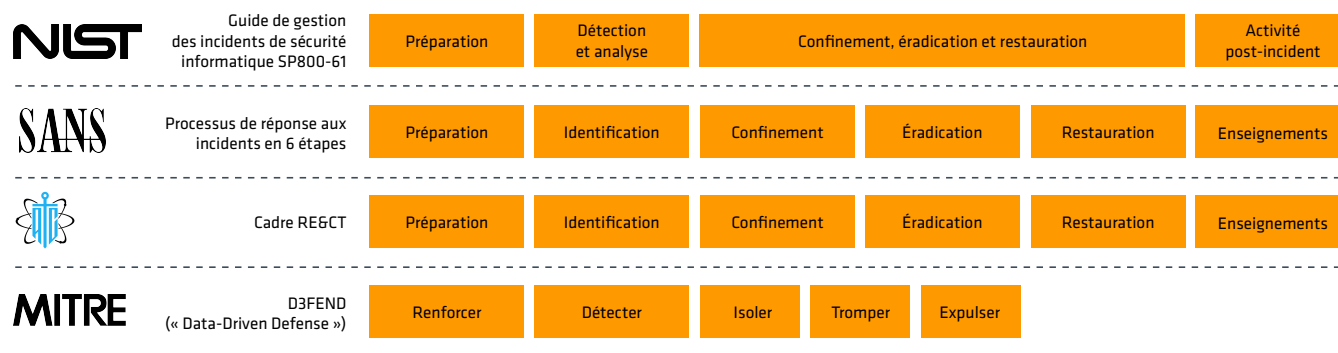 NIST
Guide de gestion
des incidents de sécurité
informatique SP800-61
Préparation
Détection
et analyse
Confinement, éradication et restauration
Activité
post-incident
SANS
Processus de réponse aux
incidents en 6 étapes
Préparation
Identification
Confinement
Éradication
Restauration
Enseignements
Cadre RE&CT
Préparation
Identification
Confinement
Éradication
Restauration
Enseignements
MITRE
D3FEND
(« Data-Driven Defense »)
Renforcer
Détecter
Isoler
Tromper
Expulser